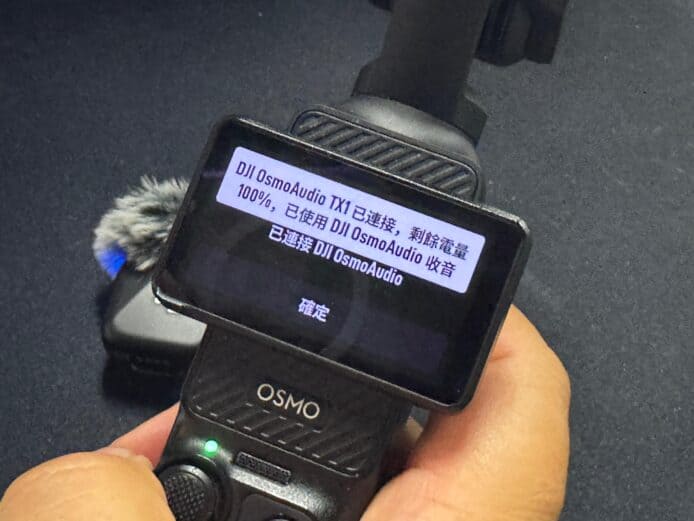 DJI OsmoAudio TX1 已連接，剩餘電量
100%，已使用 DJI OsmoAudio 收音
已連接 DJI OsmoAudio
確定
OSMO